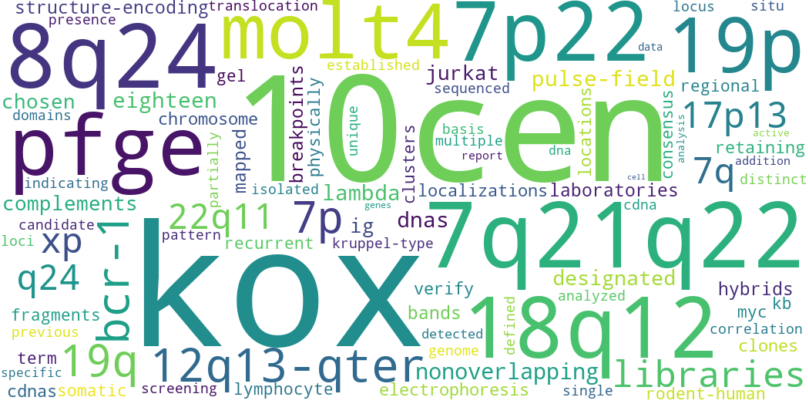 structure-encoding
translocation
presence
8q24
gel
molt4
established
7p22
data
locus
situ
19p
chosen
eighteen
domains
chromosome
jurkat
sequenced
pulse-field
regional
17p13
pfge
partially
mapped
breakpoints
physically
10cen
unique
basis
multiple
report
dna
locations
consensus
analysis
retaining
active
7q
addition
distinct
indicating
isolated
lambda
clusters
localizations
laboratories
cell
complements
candidate
loci
xp
bcr-1
22q11
pattern
recurrent
7p
ig
kruppel-type
genes
dnas
7q21q22
cdna
q24
kox
verify
designated
analyzed
hybrids
kb
myc
correlation
fragments
previous
bands
detected
genome
18q12
defined
clones
term
specific
19q
cdnas
somatic
12q13-qter
screening
lymphocyte
nonoverlapping
electrophoresis
single
libraries
rodent-human